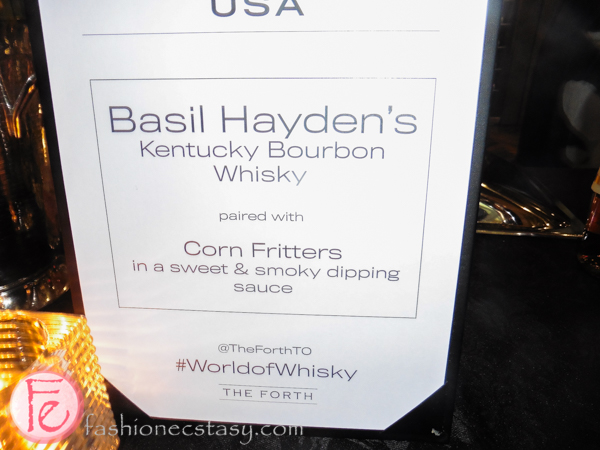 USA
Basil Hayden's
Kentucky Bourbon
Whisky
paired with
Corn Fritters
in a sweet & smoky dipping
sauce
@TheForthTO
#WorldofWhisky
THE FORTH
Fe fashionecstasy.com